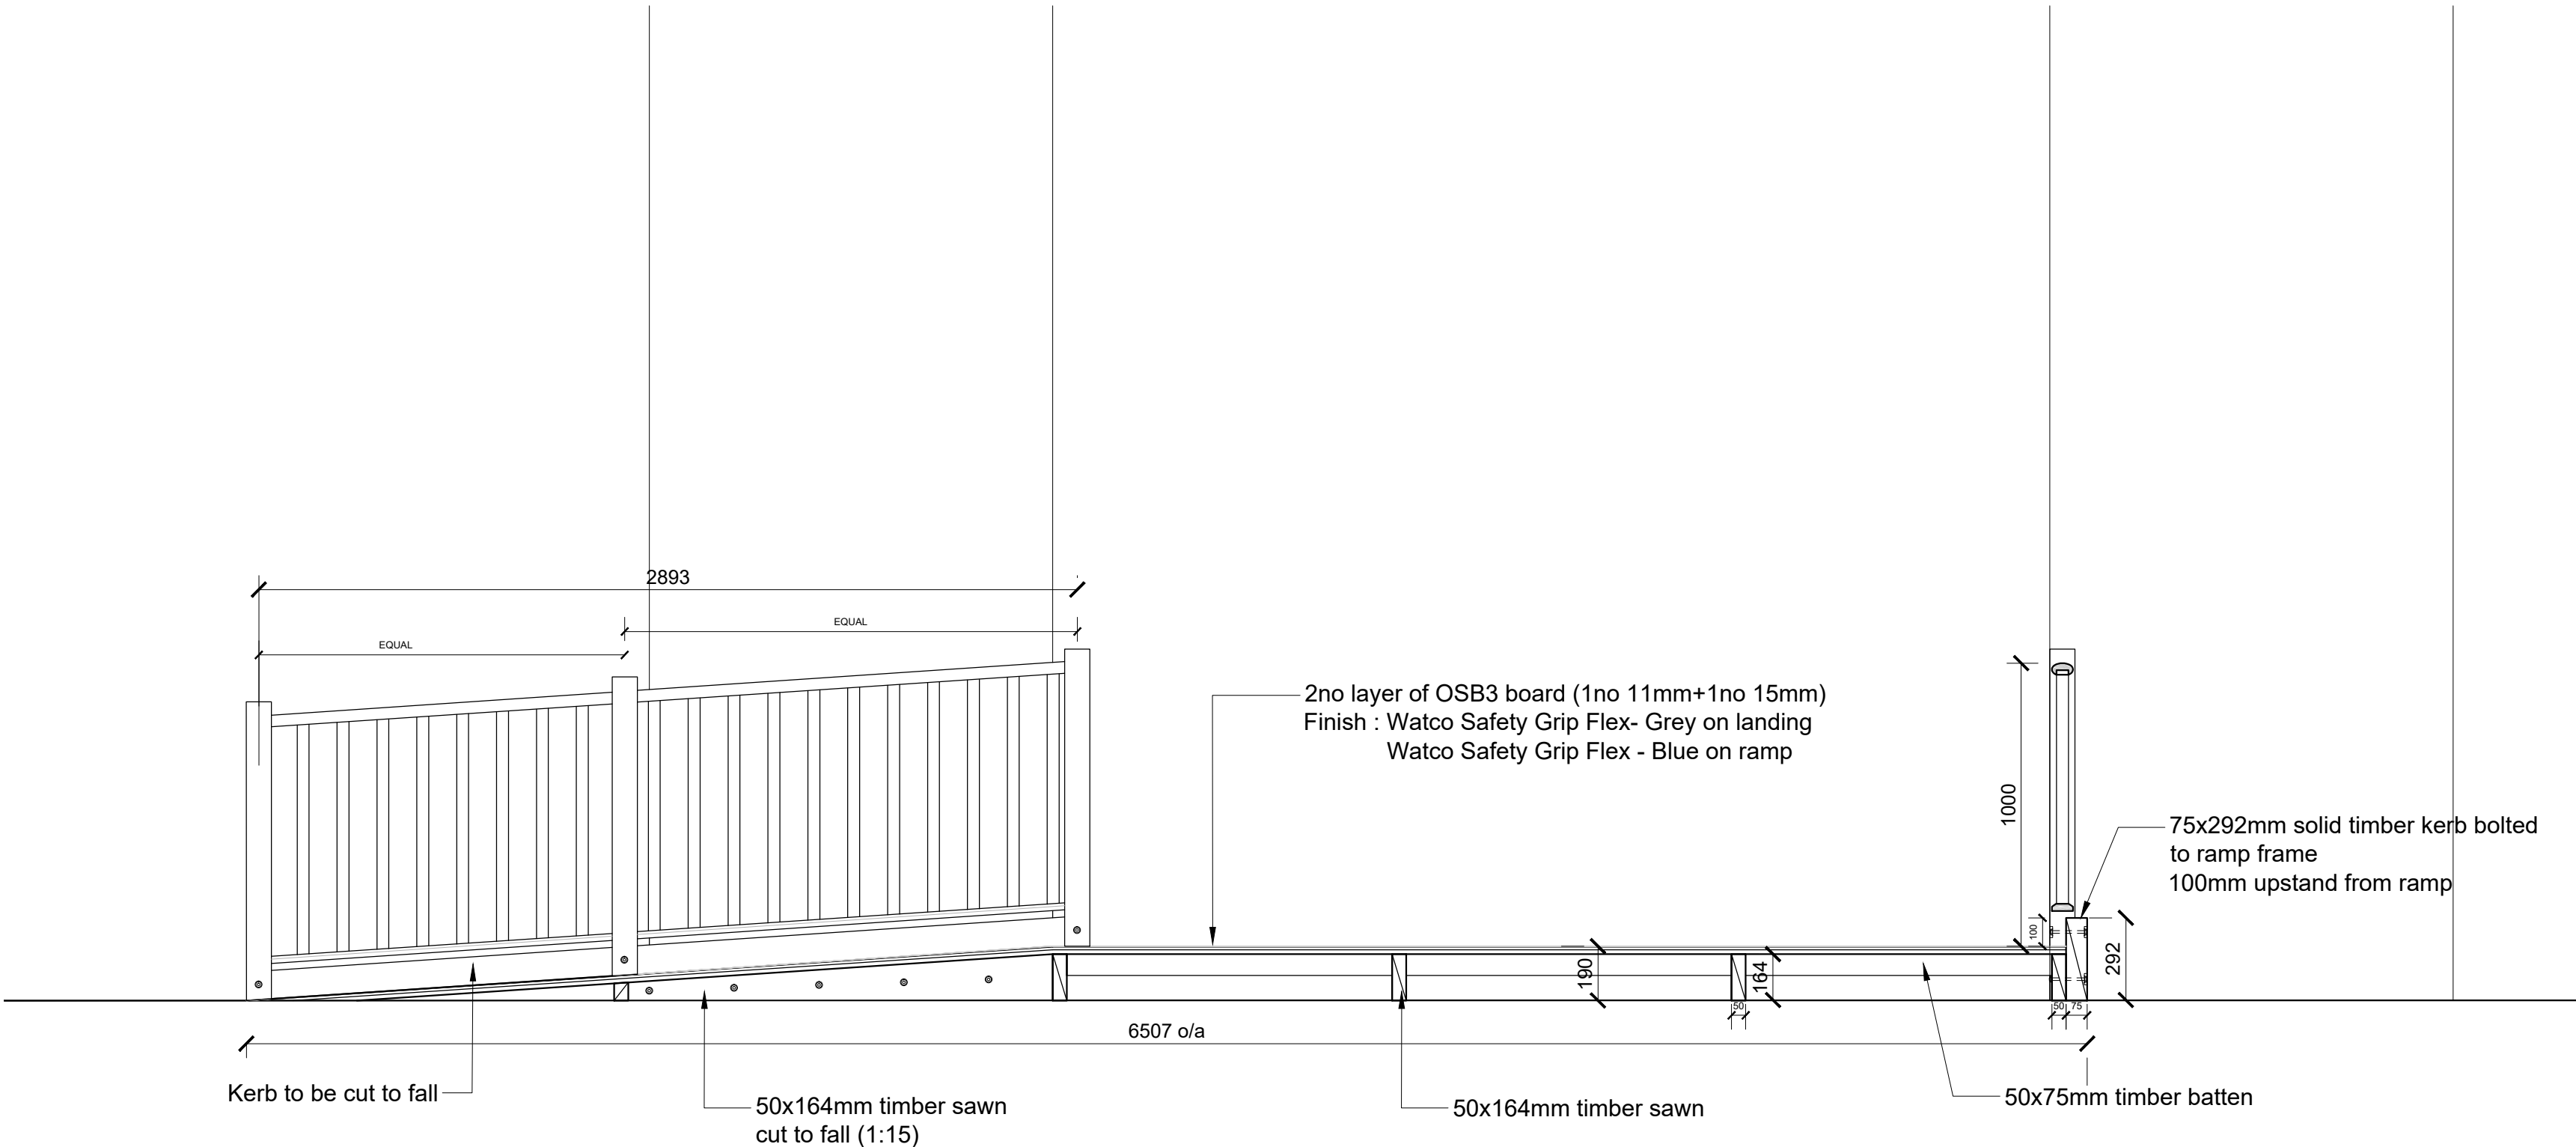 2893
EQUAL
EQUAL
2no layer of OSB3 board (1no 11mm+1no 15mm)
Finish : Watco Safety Grip Flex- Grey on landing
Watco Safety Grip Flex - Blue on ramp
1000
75x292mm solid timber kerb bolted
to ramp frame
100mm upstand from ramp
100
292
190
164
50
50
75
6507 o/a
Kerb to be cut to fall
50x164mm timber sawn
cut to fall (1:15)
50x164mm timber sawn
50x75mm timber batten